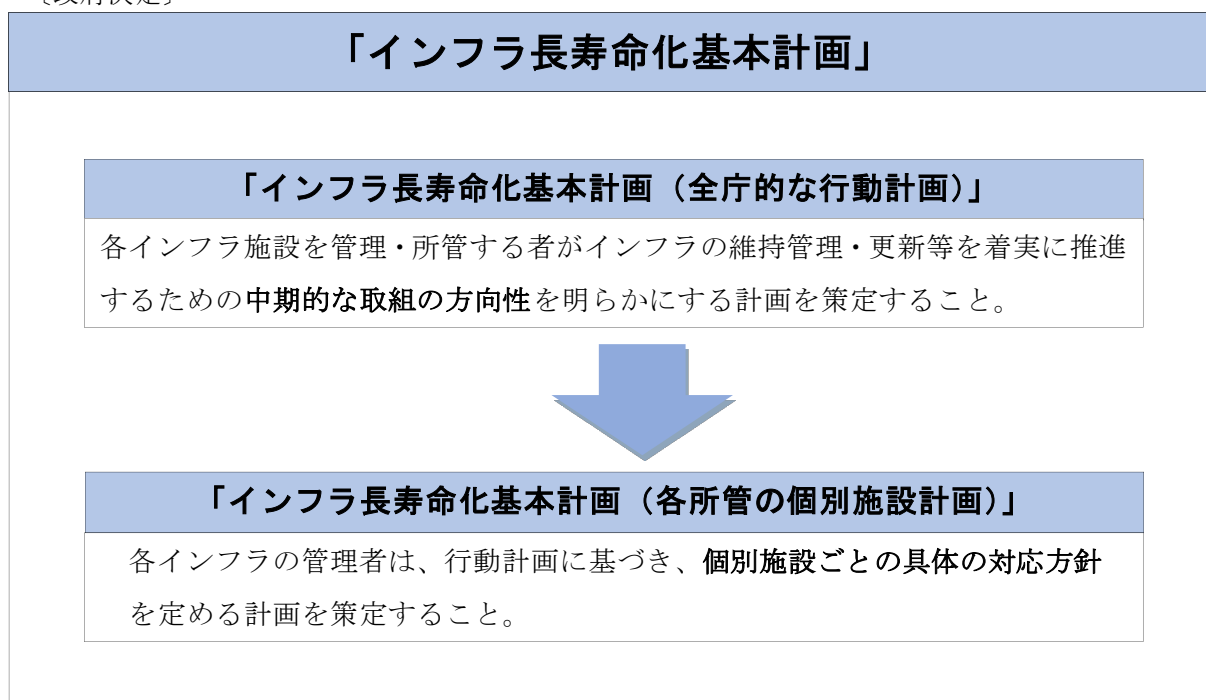 「インフラ長寿命化基本計画」
「インフラ長寿命化基本計画（全庁的な行動計画）」
各インフラ施設を管理・所管する者がインフラの維持管理・更新等を着実に推進
するための中期的な取組の方向性を明らかにする計画を策定すること。
「インフラ長寿命化基本計画（各所管の個別施設計画）」
各インフラの管理者は、行動計画に基づき、個別施設ごとの具体の対応方針
を定める計画を策定すること。